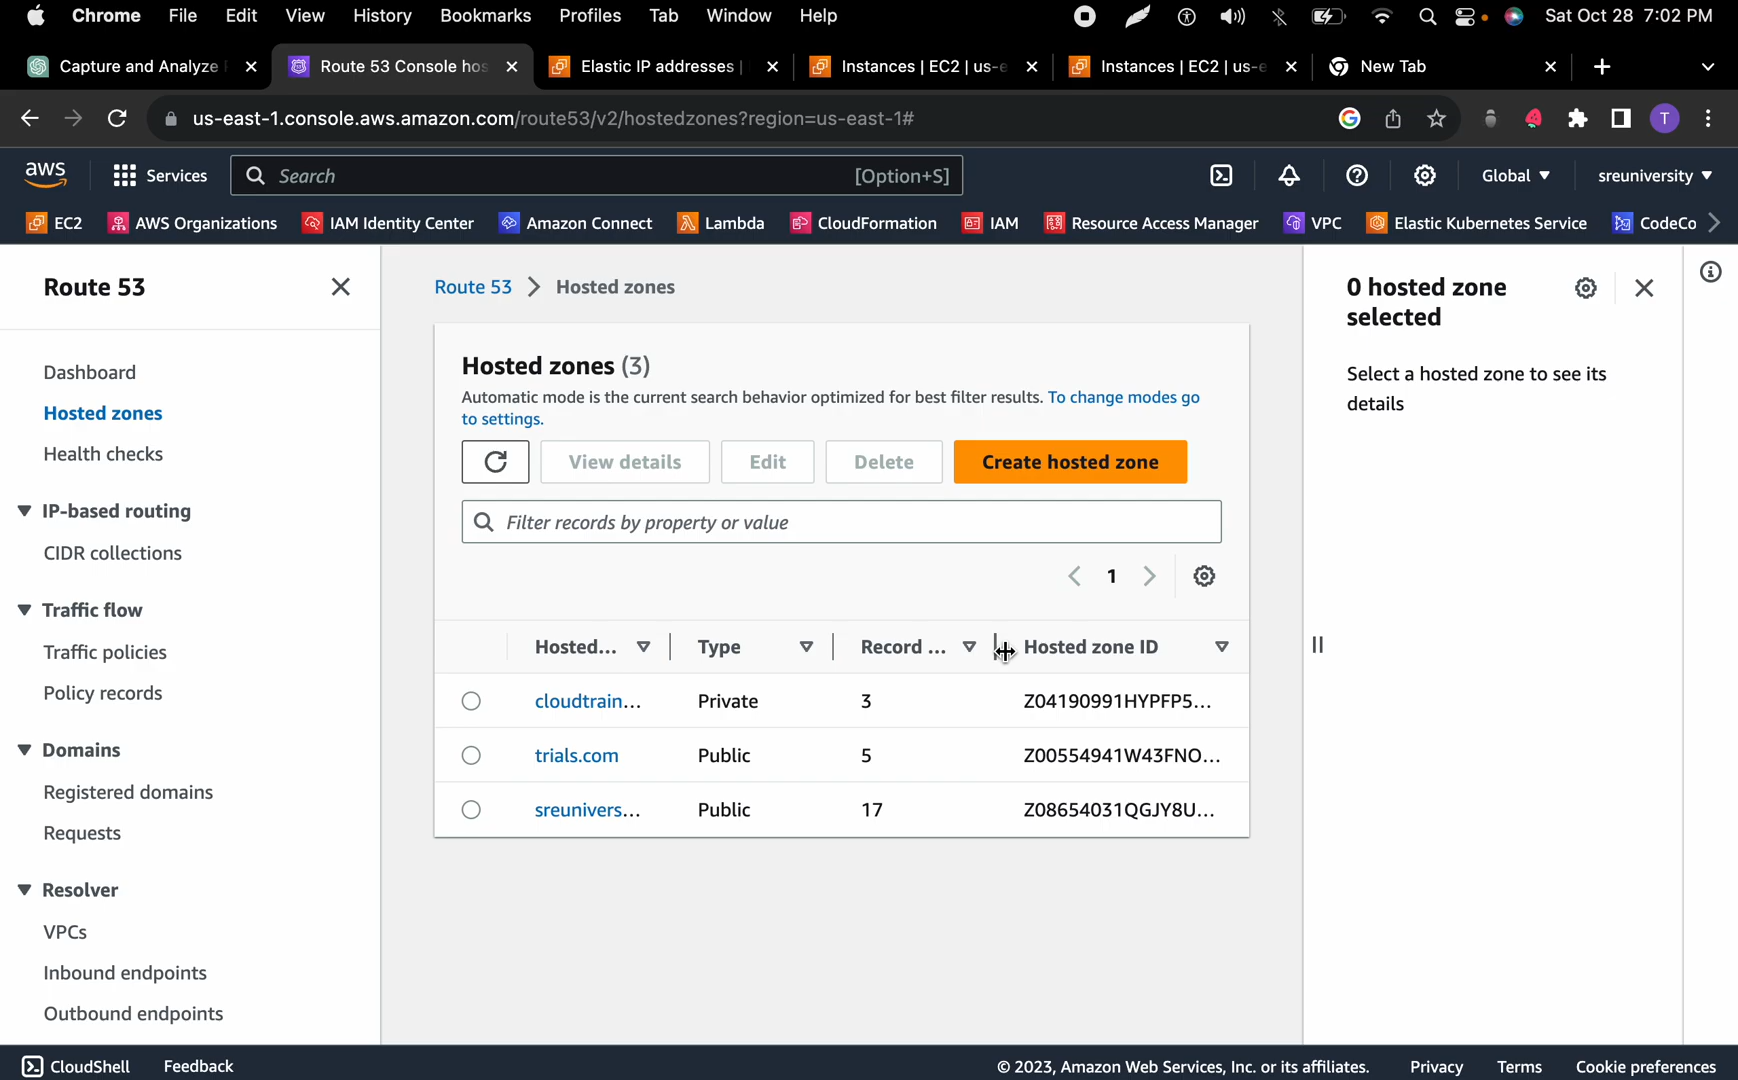 Chrome File Edit View History Bookmarks Profiles Tab Window Help Sat Oct 28 7:02 PM
Capture and Analyze Route 53 Console hos Elastic IP addresses | Instances | EC2 | us-e Instances | EC2 | us-e New Tab
us-east-1.console.aws.amazon.com/route53/v2/hostedzones?region=us-east-1# T
aws Services Search [Option+S] Global sreuniversity
EC2 AWS Organizations IAM Identity Center Amazon Connect Lambda CloudFormation IAM Resource Access Manager VPC Elastic Kubernetes Service CodeCo
Route 53
Dashboard
Hosted zones
Health checks
IP-based routing
CIDR collections
Traffic flow
Traffic policies
Policy records
Domains
Registered domains
Requests
Resolver
VPCs
Inbound endpoints
Outbound endpoints
Route 53 > Hosted zones
Hosted zones (3)
Automatic mode is the current search behavior optimized for best filter results. To change modes go
to settings.
View details Edit Delete Create hosted zone
Filter records by property or value
1
Hosted... Type Record ... Hosted zone ID
cloudtrain... Private 3 Z04190991HYPFP5...
trials.com Public 5 Z00554941W43FNO...
sreunivers... Public 17 Z08654031QGJY8U...
0 hosted zone
selected
Select a hosted zone to see its
details
CloudShell Feedback © 2023, Amazon Web Services, Inc. or its affiliates. Privacy Terms Cookie preferences